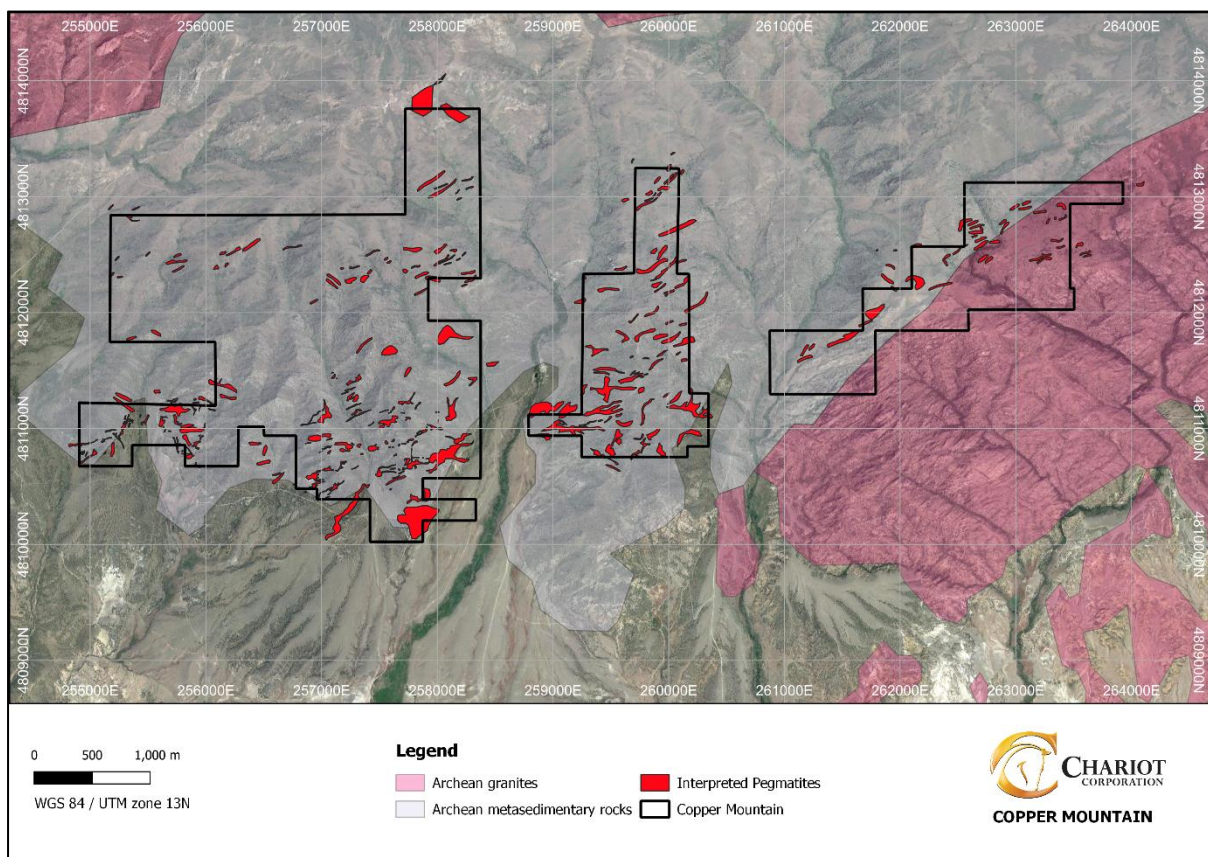 255000E 256000E 257000E 258000E 259000E 260000E 261000E 262000E 263000E 264000E
4814000N 4814000N
4813000N 4813000N
4812000N 4812000N
4811000N 4811000N
4810000N 4810000N
4809000N 4809000N
255000E 256000E 257000E 258000E 259000E 260000E 261000E 262000E 263000E 264000E
0 500 1,000 m
WGS 84 / UTM zone 13N
Legend
Archean granites
Archean metasedimentary rocks
Interpreted Pegmatites
Copper Mountain
CHARIOT
CORPORATION
COPPER MOUNTAIN